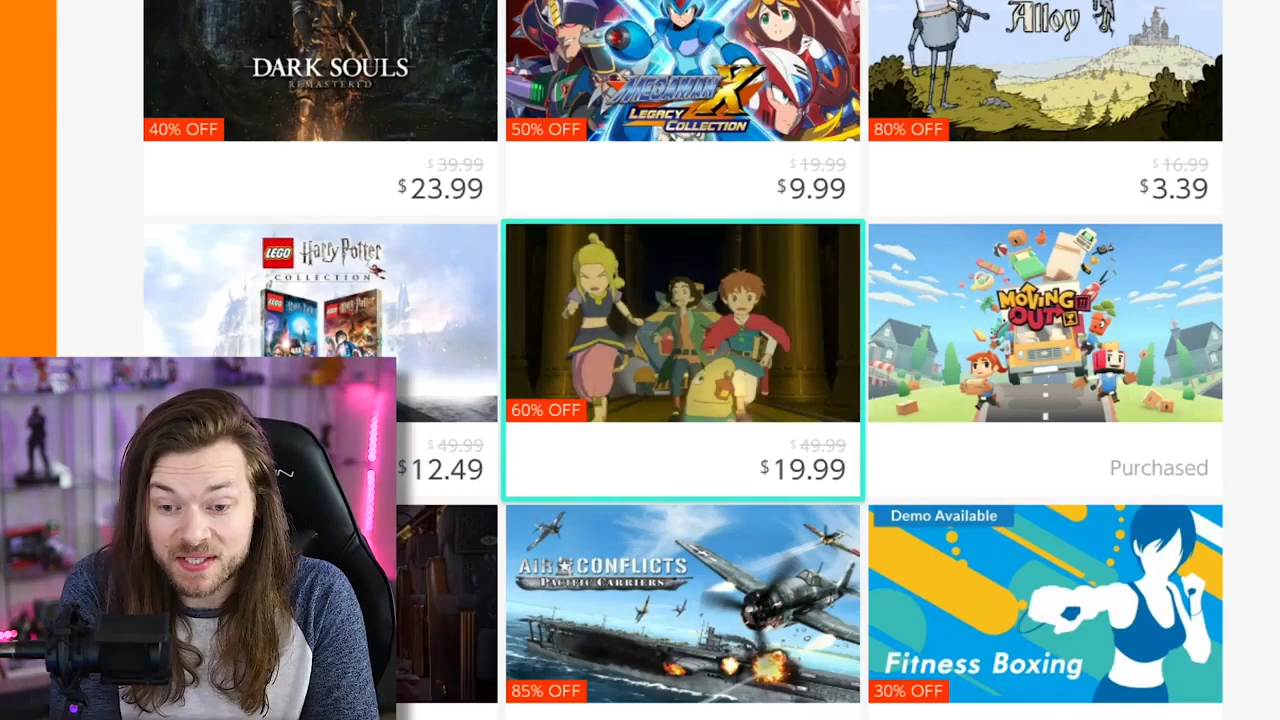 DARK SOULS
REMASTERED
40% OFF
$39.99
$23.99
MEGAMAN X
LEGACY
COLLECTION
50% OFF
$19.99
$9.99
Alloy
80% OFF
$16.99
$3.39
LEGO Harry Potter
COLLECTION
$49.99
$12.49
60% OFF
$49.99
$19.99
MOVING
OUT
Purchased
AIR CONFLICTS
PACIFIC CARRIERS
85% OFF
Demo Available
Fitness Boxing
30% OFF